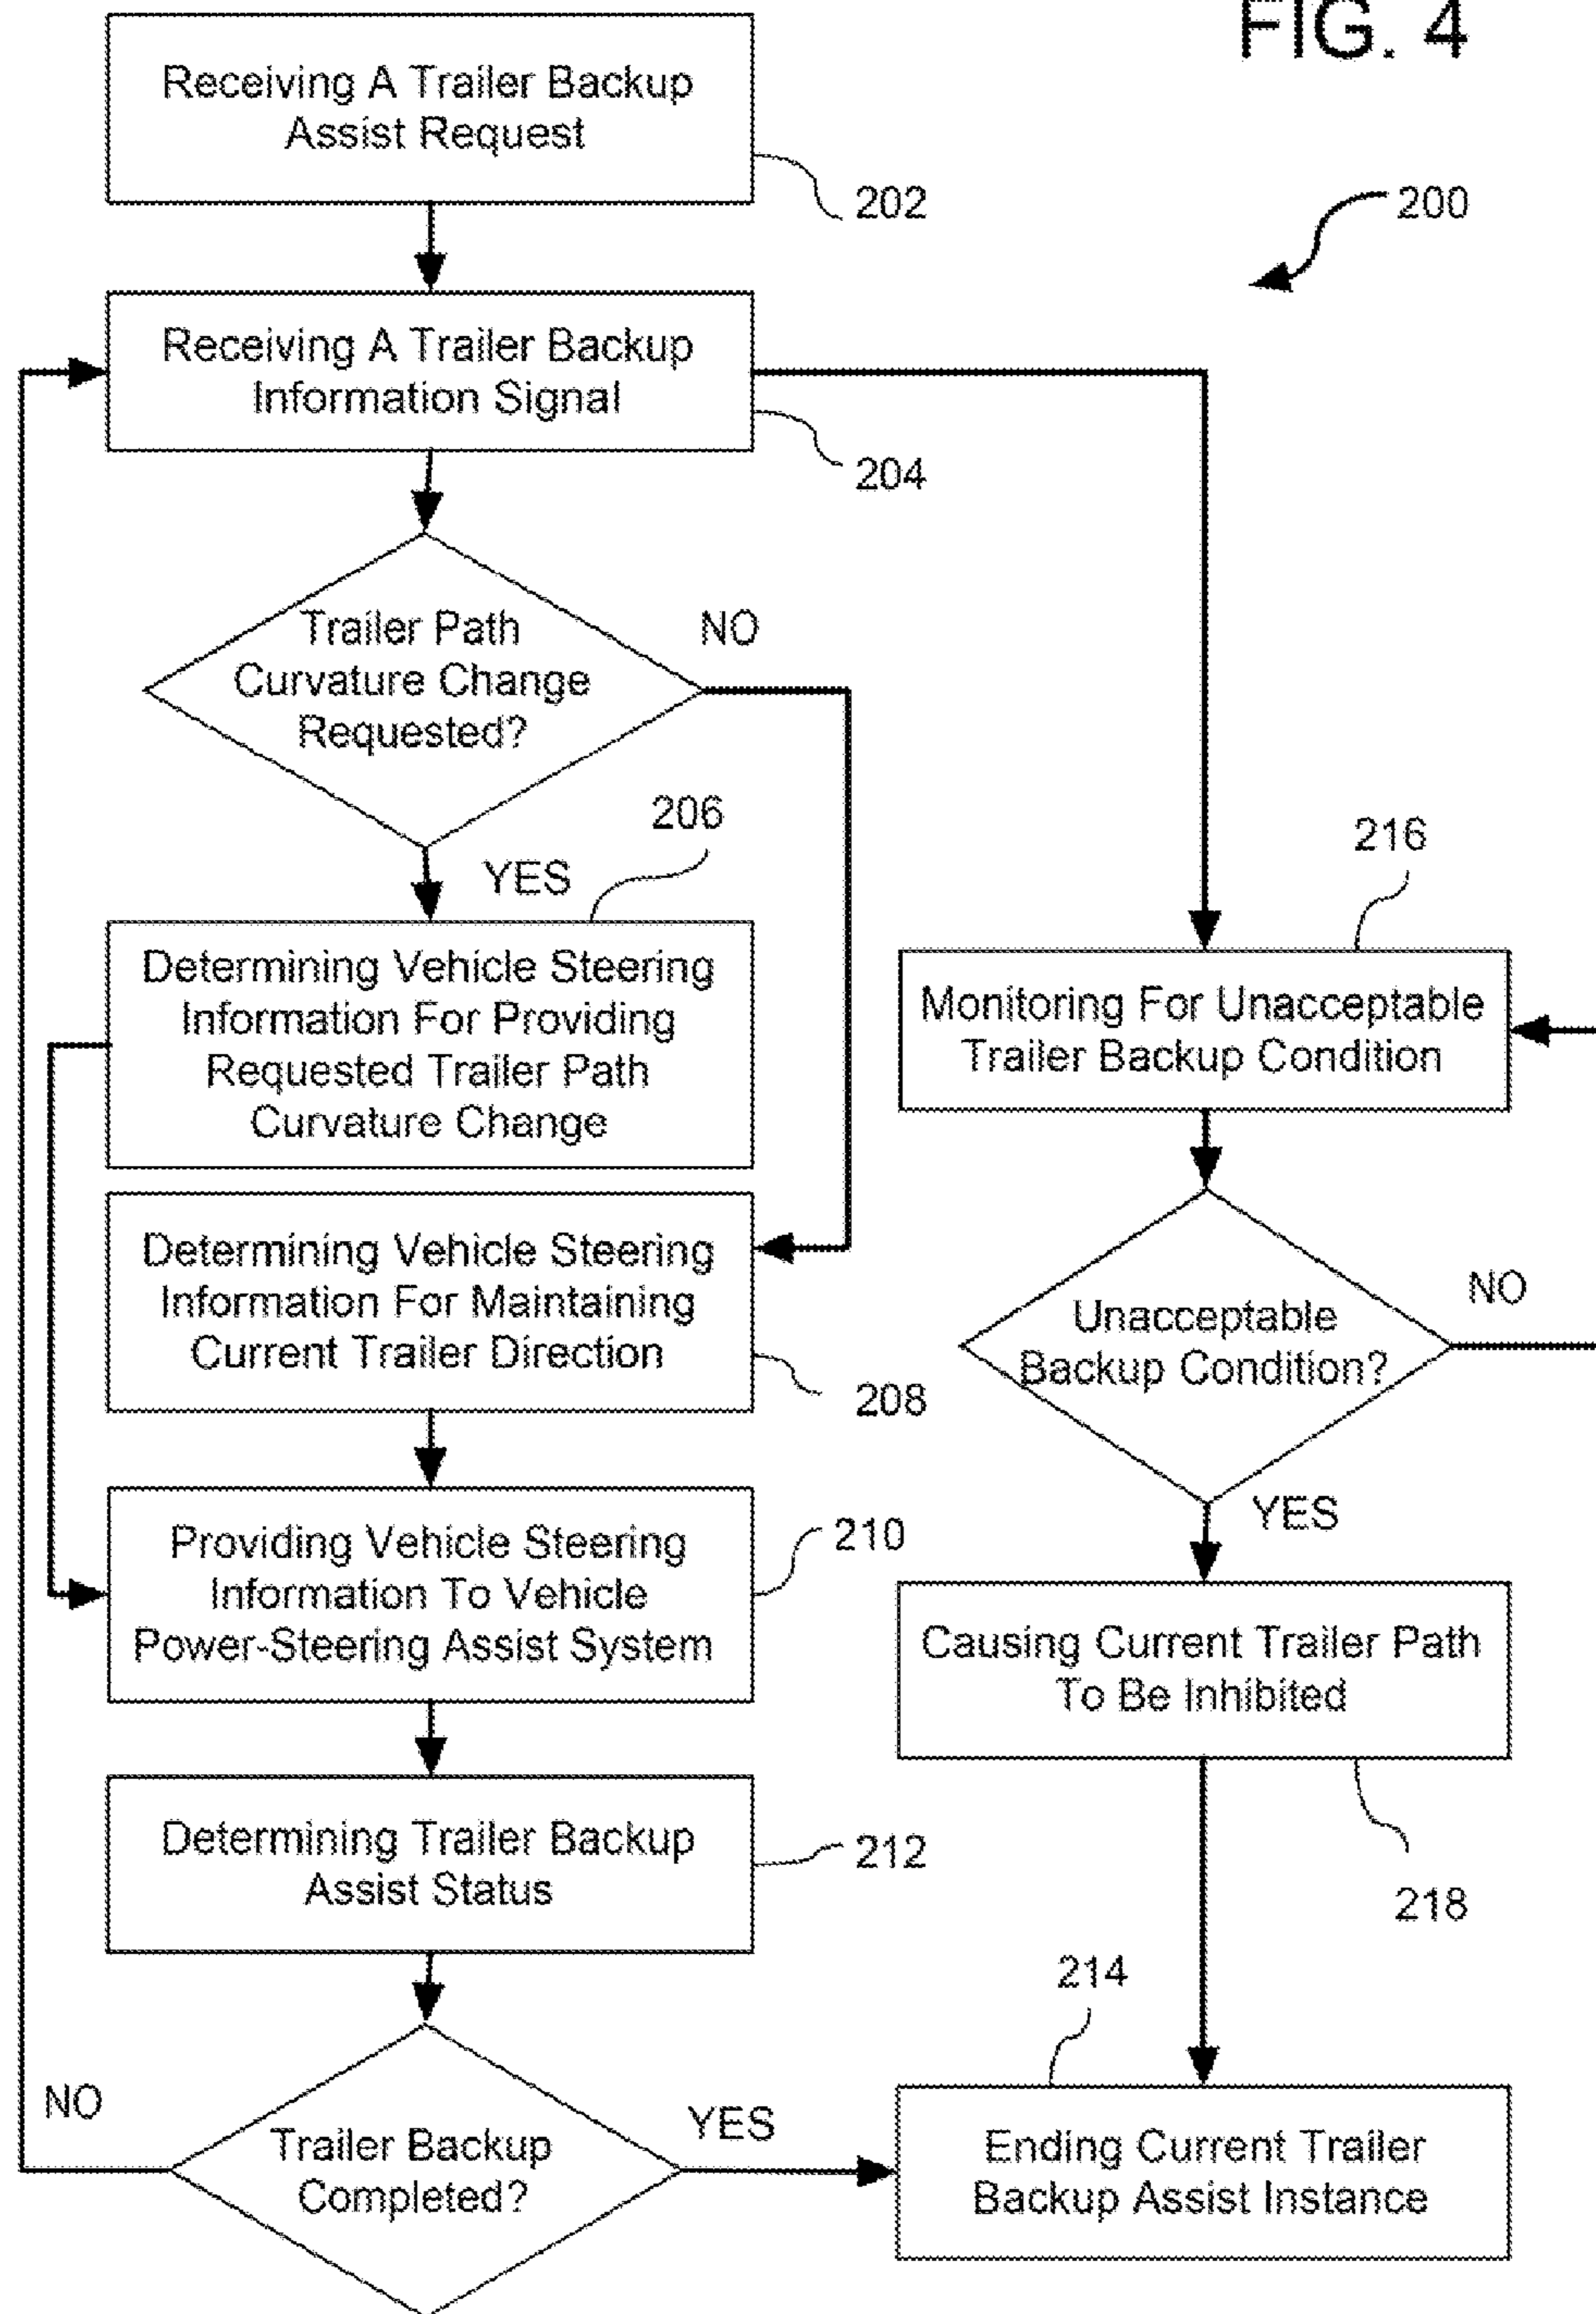 FIG. 4
Receiving A Trailer Backup
Assist Request
202
200
Receiving A Trailer Backup
Information Signal
204
Trailer Path
Curvature Change
Requested?
NO
YES
206
Determining Vehicle Steering
Information For Providing
Requested Trailer Path
Curvature Change
Determining Vehicle Steering
Information For Maintaining
Current Trailer Direction
208
Providing Vehicle Steering
Information To Vehicle
Power-Steering Assist System
210
Determining Trailer Backup
Assist Status
212
Trailer Backup
Completed?
NO
YES
216
Monitoring For Unacceptable
Trailer Backup Condition
Unacceptable
Backup Condition?
NO
YES
Causing Current Trailer Path
To Be Inhibited
218
214
Ending Current Trailer
Backup Assist Instance